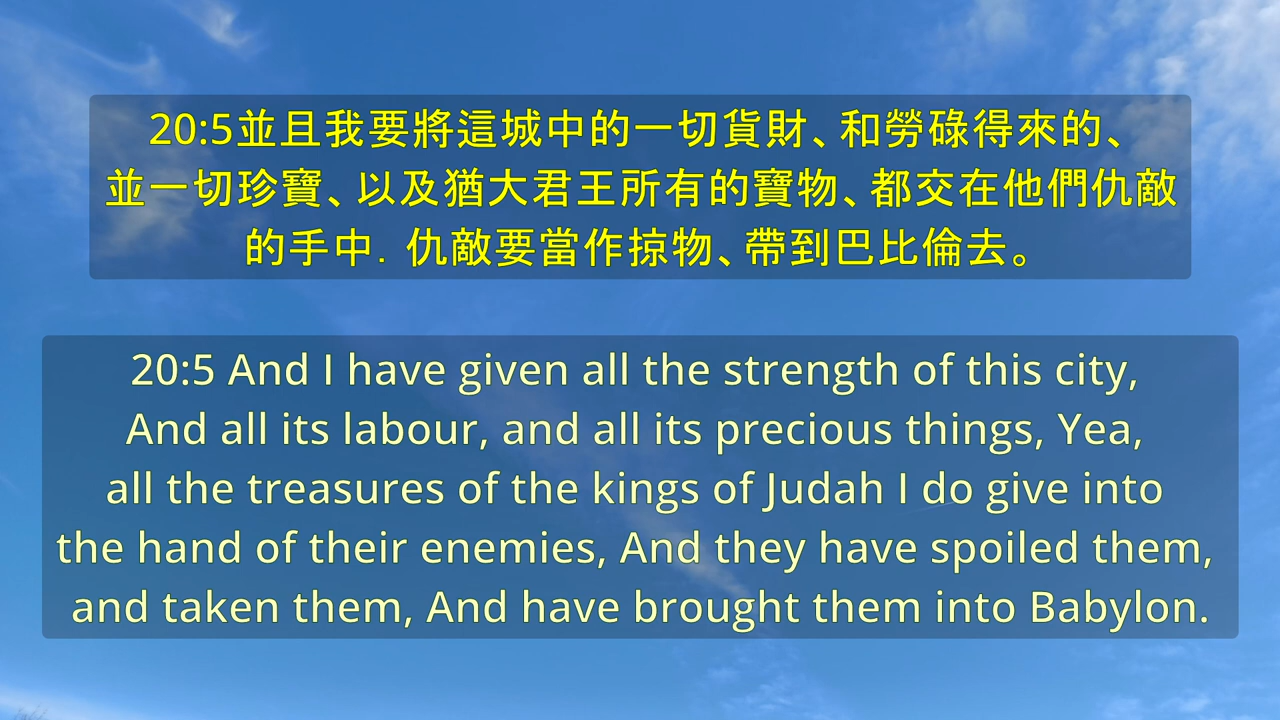 20:5並且我要將這城中的一切貨財、和勞碌得來的、
並一切珍寶、以及猶大君王所有的寶物、都交在他們仇敵
的手中．仇敵要當作掠物、帶到巴比倫去。
20:5 And I have given all the strength of this city,
And all its labour, and all its precious things, Yea,
all the treasures of the kings of Judah I do give into
the hand of their enemies, And they have spoiled them,
and taken them, And have brought them into Babylon.